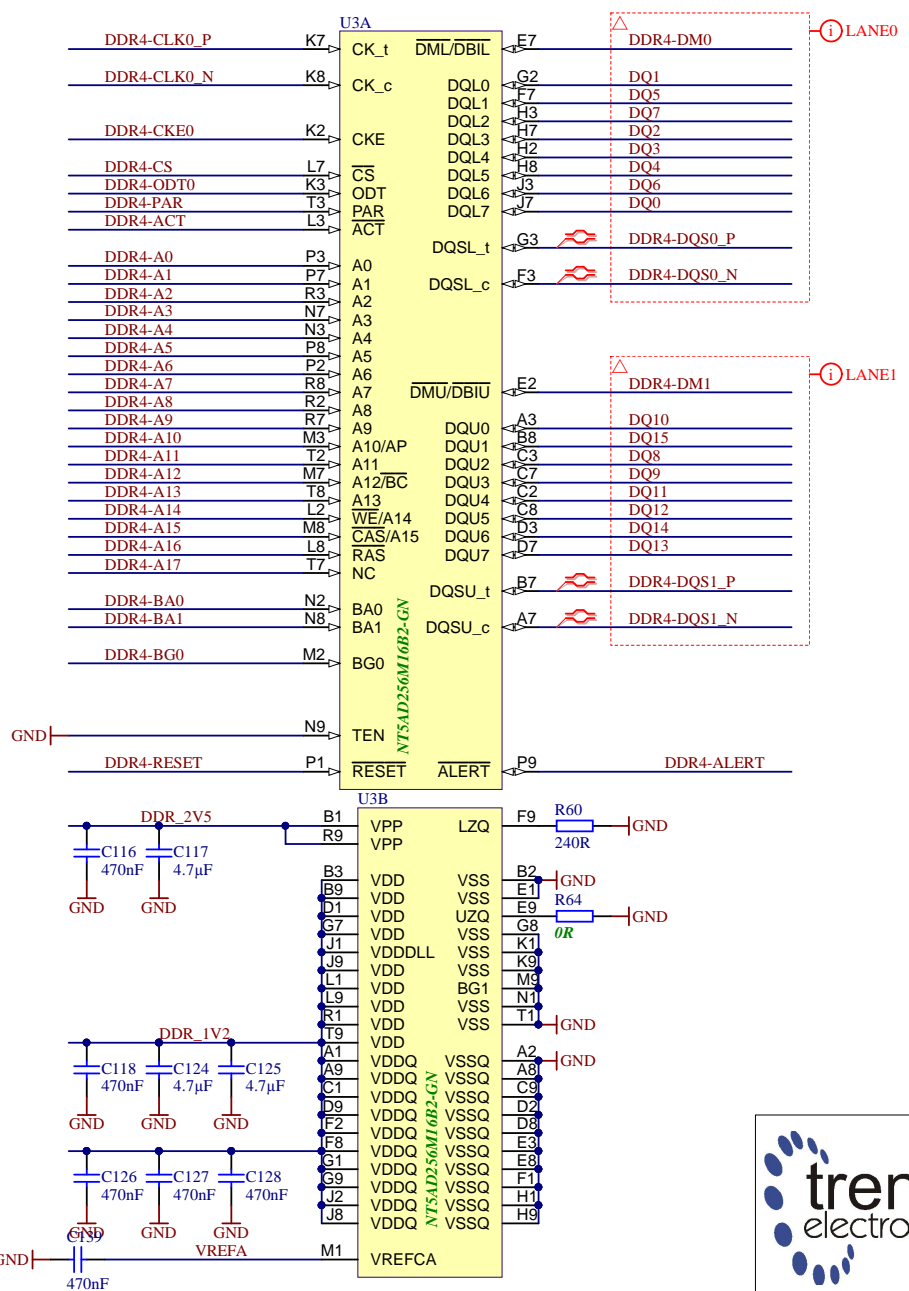 U3A
DDR4-CLK0_P K7 CK_t DML/DBIL E7 DDR4-DM0
LANE0
DDR4-CLK0_N K8 CK_c DQL0 G2 DQ1
DQL1 F7 DQ5
DQL2 H3 DQ7
DDR4-CKE0 K2 CKE DQL3 H7 DQ2
DQL4 H2 DQ3
DDR4-CS L7 CS DQL5 H8 DQ4
DDR4-ODT0 K3 ODT DQL6 J3 DQ6
DDR4-PAR T3 PAR DQL7 J7 DQ0
DDR4-ACT L3 ACT
DQSL_t G3 DDR4-DQS0_P
DDR4-A0 P3 A0
DDR4-A1 P7 A1 DQSL_c F3 DDR4-DQS0_N
DDR4-A2 R3 A2
DDR4-A3 N7 A3
DDR4-A4 N3 A4
DDR4-A5 P8 A5
DDR4-A6 P2 A6
LANE1
DDR4-A7 R8 A7 DMU/DBIU E2 DDR4-DM1
DDR4-A8 R2 A8
DDR4-A9 R7 A9 DQU0 A3 DQ10
DDR4-A10 M3 A10/AP DQU1 B8 DQ15
DDR4-A11 T2 A11 DQU2 C3 DQ8
DDR4-A12 M7 A12/BC DQU3 C7 DQ9
DDR4-A13 T8 A13 DQU4 C2 DQ11
DDR4-A14 L2 WE/A14 DQU5 C8 DQ12
DDR4-A15 M8 CAS/A15 DQU6 D3 DQ14
DDR4-A16 L8 RAS DQU7 D7 DQ13
DDR4-A17 T7 NC
DQSU_t B7 DDR4-DQS1_P
DDR4-BA0 N2 BA0
DDR4-BA1 N8 BA1 DQSU_c A7 DDR4-DQS1_N
DDR4-BG0 M2 BG0
NT5AD256M16B2-GN
GND N9 TEN
DDR4-RESET P1 RESET ALERT P9 DDR4-ALERT
U3B
DDR_2V5 B1 VPP LZQ F9 R60 240R GND
R9 VPP
C116 470nF GND
C117 4.7µF GND
B3 VDD VSS B2 GND
B9 VDD VSS E1
D1 VDD UZQ E9 R64 0R GND
G7 VDD VSS G8
J1 VDDDLL VSS K1
J9 VDD VSS K9
L1 VDD BG1 M9
L9 VDD VSS N1
R1 VDD VSS T1 GND
DDR_1V2 T9 VDD
A1 VDDQ VSSQ A2 GND
A9 VDDQ VSSQ A8
C1 VDDQ VSSQ C9
D9 VDDQ VSSQ D2
F2 VDDQ VSSQ D8
F8 VDDQ VSSQ E3
G1 VDDQ VSSQ E8
G9 VDDQ VSSQ F1
J2 VDDQ VSSQ H1
J8 VDDQ VSSQ H9
C118 470nF GND
C124 4.7µF GND
C125 4.7µF GND
C126 470nF GND
C127 470nF GND
C128 470nF GND
NT5AD256M16B2-GN
GND C139 470nF VREFA M1 VREFCA
tren
electro